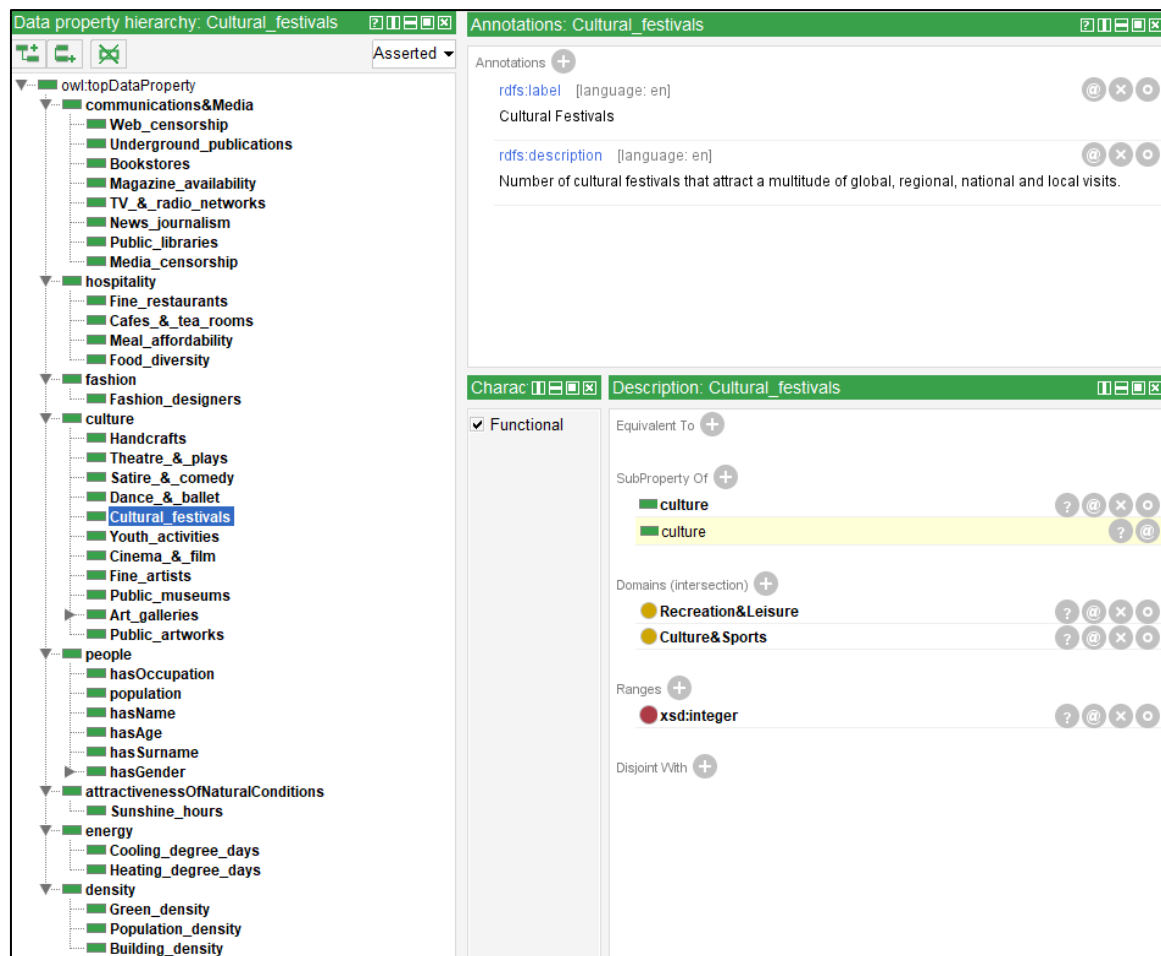 Data property hierarchy: Cultural_festivals
Asserted
owl:topDataProperty
communications&Media
Web_censorship
Underground_publications
Bookstores
Magazine_availability
TV_&_radio_networks
News_journalism
Public_libraries
Media_censorship
hospitality
Fine_restaurants
Cafes_&_tea_rooms
Meal_affordability
Food_diversity
fashion
Fashion_designers
culture
Handcrafts
Theatre_&_plays
Satire_&_comedy
Dance_&_ballet
Cultural_festivals
Youth_activities
Cinema_&_film
Fine_artists
Public_museums
Art_galleries
Public_artworks
people
hasOccupation
population
hasName
hasAge
hasSurname
hasGender
attractivenessOfNaturalConditions
Sunshine_hours
energy
Cooling_degree_days
Heating_degree_days
density
Green_density
Population_density
Building_density
Annotations: Cultural_festivals
Annotations
rdfs:label [language: en]
Cultural Festivals
rdfs:description [language: en]
Number of cultural festivals that attract a multitude of global, regional, national and local visits.
Charac
Functional
Description: Cultural_festivals
Equivalent To
SubProperty Of
culture
culture
Domains (intersection)
Recreation&Leisure
Culture&Sports
Ranges
xsd:integer
Disjoint With